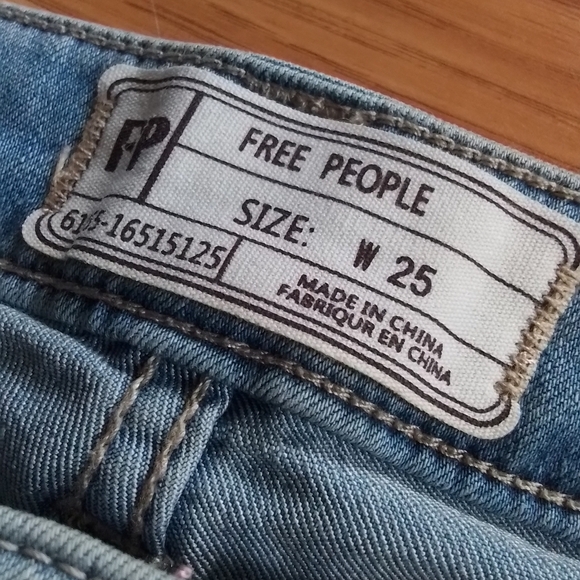 FP
FREE PEOPLE
SIZE: W 25
-16515125
MADE IN CHINA
FABRIQUR EN CHINA